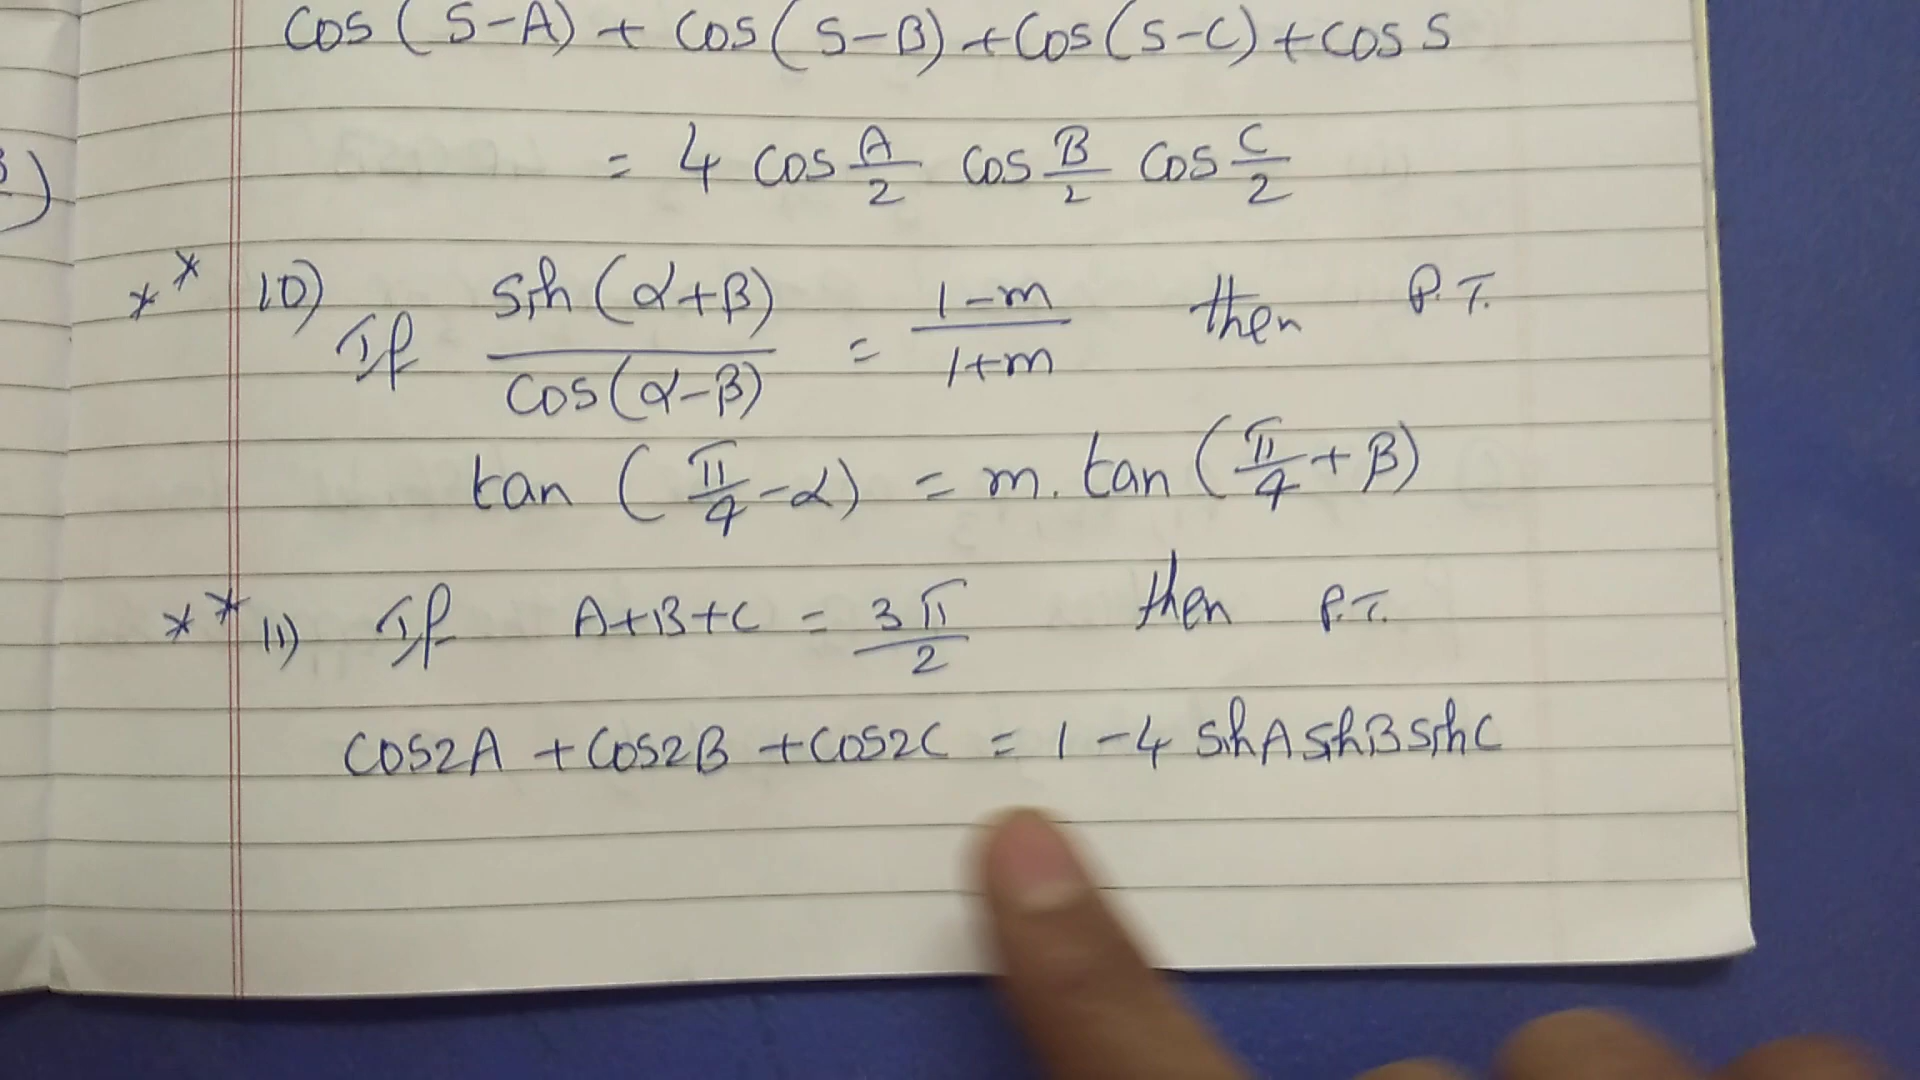 cos (S-A) + cos (S-B) + cos (S-C) + cos S
= 4 cos A/2 cos B/2 cos C/2
)
** 10) If sin (α+β) / cos (α-β) = 1-m / 1+m then P.T.
tan (π/4 - α) = m. tan (π/4 + β)
** 11) If A+B+C = 3π/2 then P.T.
cos2A + cos2B + cos2C = 1 - 4 sinA sinB sinC